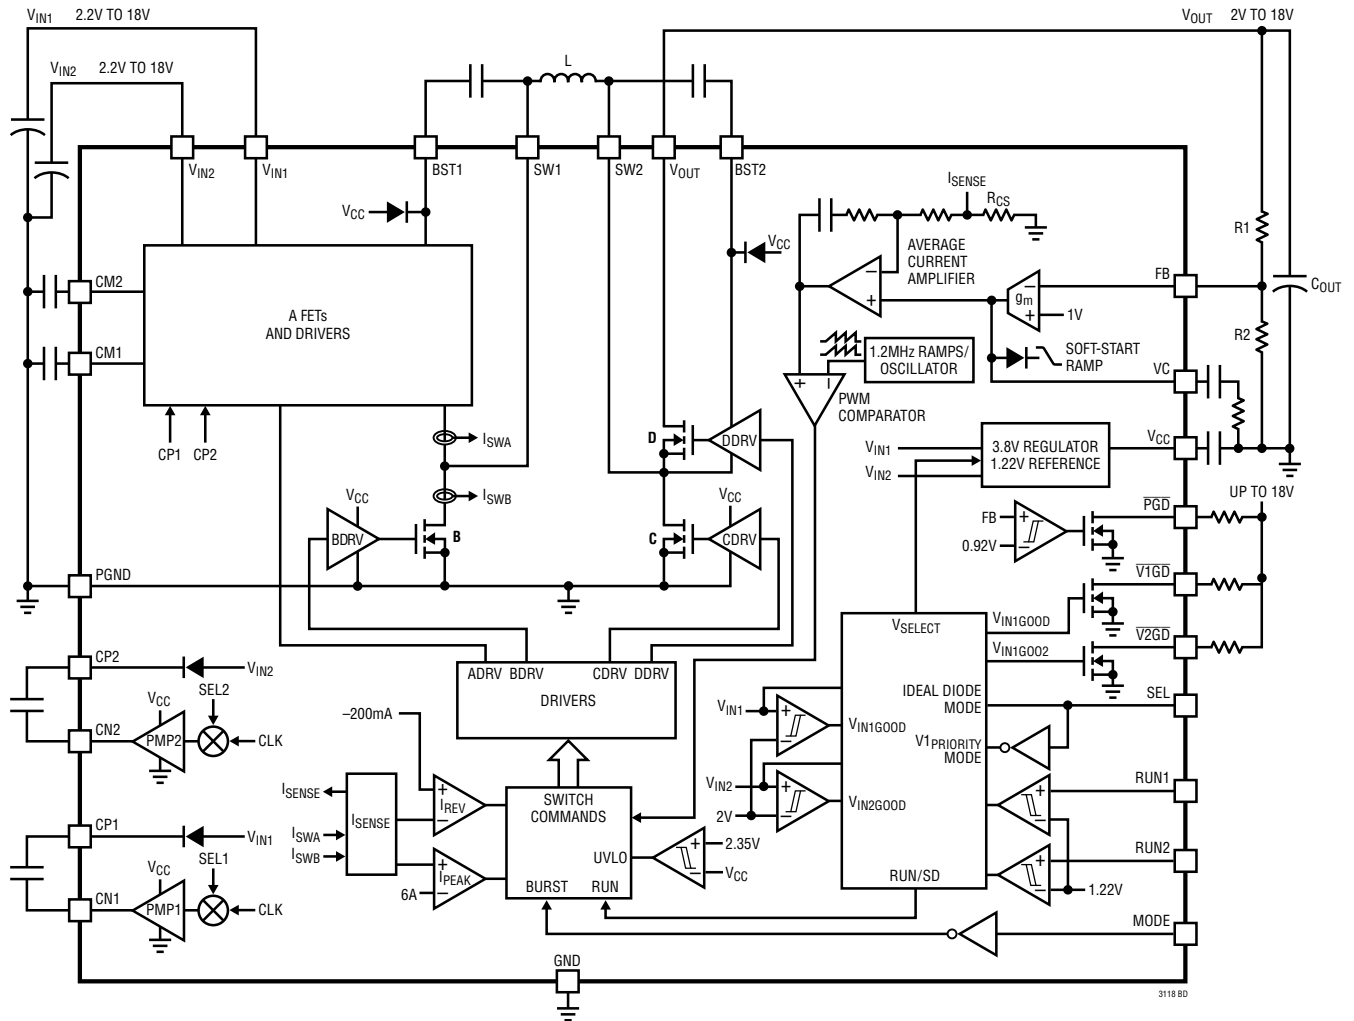 VIN1 2.2V TO 18V
VOUT 2V TO 18V
VIN2 2.2V TO 18V
L
VIN2
VIN1
BST1
SW1
SW2
VOUT
BST2
VCC
ISENSE
RCS
VCC
R1
AVERAGE
CURRENT
AMPLIFIER
–
+
–
gm
+
1V
FB
COUT
CM2
A FETs
AND DRIVERS
1.2MHz RAMPS/
OSCILLATOR
SOFT-START
RAMP
R2
CM1
VC
+
–
PWM
COMPARATOR
CP1
CP2
ISWA
ISWB
D
DDRV
VIN1
VIN2
3.8V REGULATOR
1.22V REFERENCE
VCC
UP TO 18V
VCC
BDRV
B
C
VCC
CDRV
FB
+
–
0.92V
PGD
V1GD
PGND
VSELECT
VIN1GOOD
VIN1GOO2
V2GD
CP2
VIN2
SEL2
VCC
CN2
PMP2
CLK
ADRV BDRV
CDRV DDRV
DRIVERS
–200mA
VIN1
+
–
VIN1GOOD
IDEAL DIODE
MODE
SEL
V1PRIORITY
MODE
VIN2
+
–
2V
VIN2GOOD
RUN1
+
–
ISENSE
ISENSE
ISWA
ISWB
+
IREV
–
+
IPEAK
–
6A
SWITCH
COMMANDS
UVLO
BURST
RUN
+
–
2.35V
VCC
RUN/SD
RUN2
+
–
1.22V
CP1
VIN1
SEL1
VCC
CN1
PMP1
CLK
MODE
GND
3118 BD